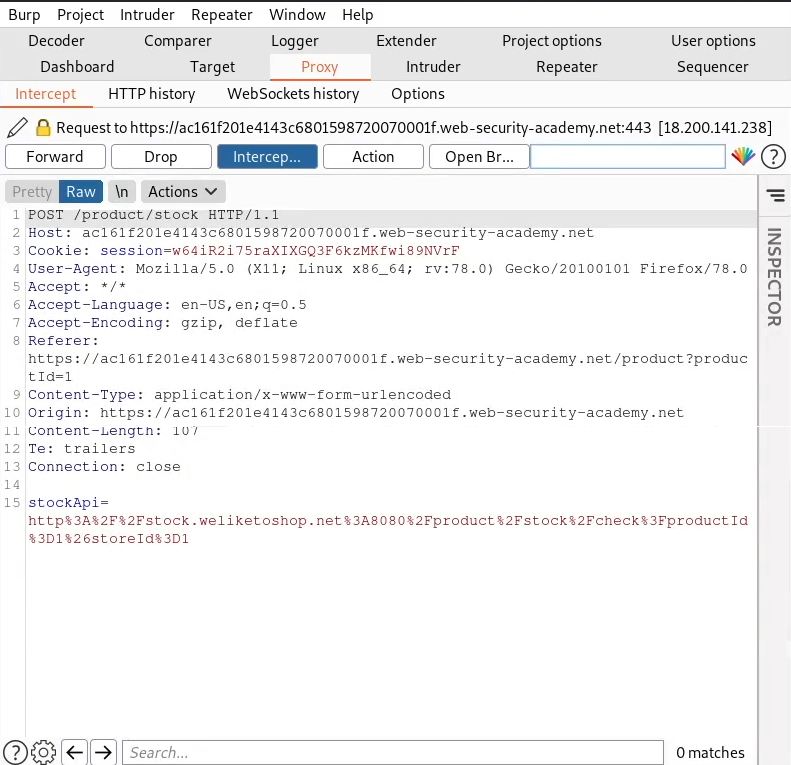 Burp Project Intruder Repeater Window Help
Decoder Comparer Logger Extender Project options User options
Dashboard Target Proxy Intruder Repeater Sequencer
Intercept HTTP history WebSockets history Options
Request to https://ac161f201e4143c6801598720070001f.web-security-academy.net:443 [18.200.141.238]
Forward Drop Intercep... Action Open Br... ?
Pretty Raw \n Actions
INSPECTOR
1 POST /product/stock HTTP/1.1
2 Host: ac161f201e4143c6801598720070001f.web-security-academy.net
3 Cookie: session=w64iR2i75raXIXGQ3F6kzMKfwi89NVrF
4 User-Agent: Mozilla/5.0 (X11; Linux x86_64; rv:78.0) Gecko/20100101 Firefox/78.0
5 Accept: */*
6 Accept-Language: en-US,en;q=0.5
7 Accept-Encoding: gzip, deflate
8 Referer:
https://ac161f201e4143c6801598720070001f.web-security-academy.net/product?produc
tId=1
9 Content-Type: application/x-www-form-urlencoded
10 Origin: https://ac161f201e4143c6801598720070001f.web-security-academy.net
11 Content-Length: 107
12 Te: trailers
13 Connection: close
14
15 stockApi=
http%3A%2F%2Fstock.weliketoshop.net%3A8080%2Fproduct%2Fstock%2Fcheck%3FproductId
%3D1%26storeId%3D1
? Search... 0 matches